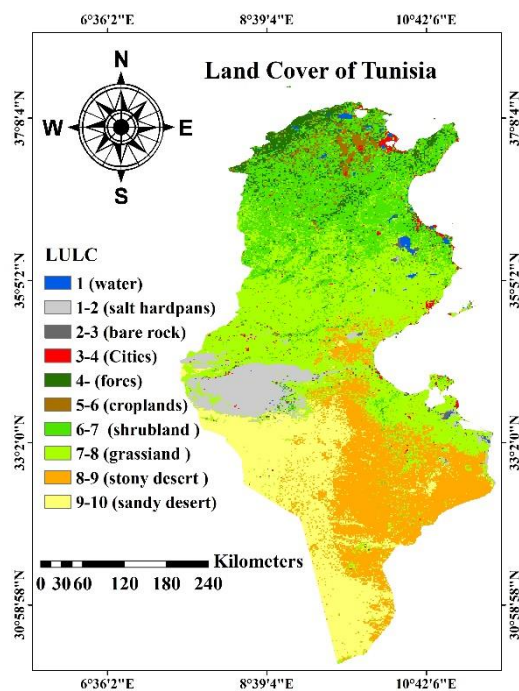 6°36'2"E 8°39'4"E 10°42'6"E
Land Cover of Tunisia
N
W E
S
37°8'4"N 37°8'4"N
35°5'2"N 35°5'2"N
33°2'0"N 33°2'0"N
30°58'58"N 30°58'58"N
LULC
1 (water)
1-2 (salt hardpans)
2-3 (bare rock)
3-4 (Cities)
4- (fores)
5-6 (croplands)
6-7 (shrubland )
7-8 (grassiand )
8-9 (stony desert )
9-10 (sandy desert)
Kilometers
0 30 60 120 180 240
6°36'2"E 8°39'4"E 10°42'6"E